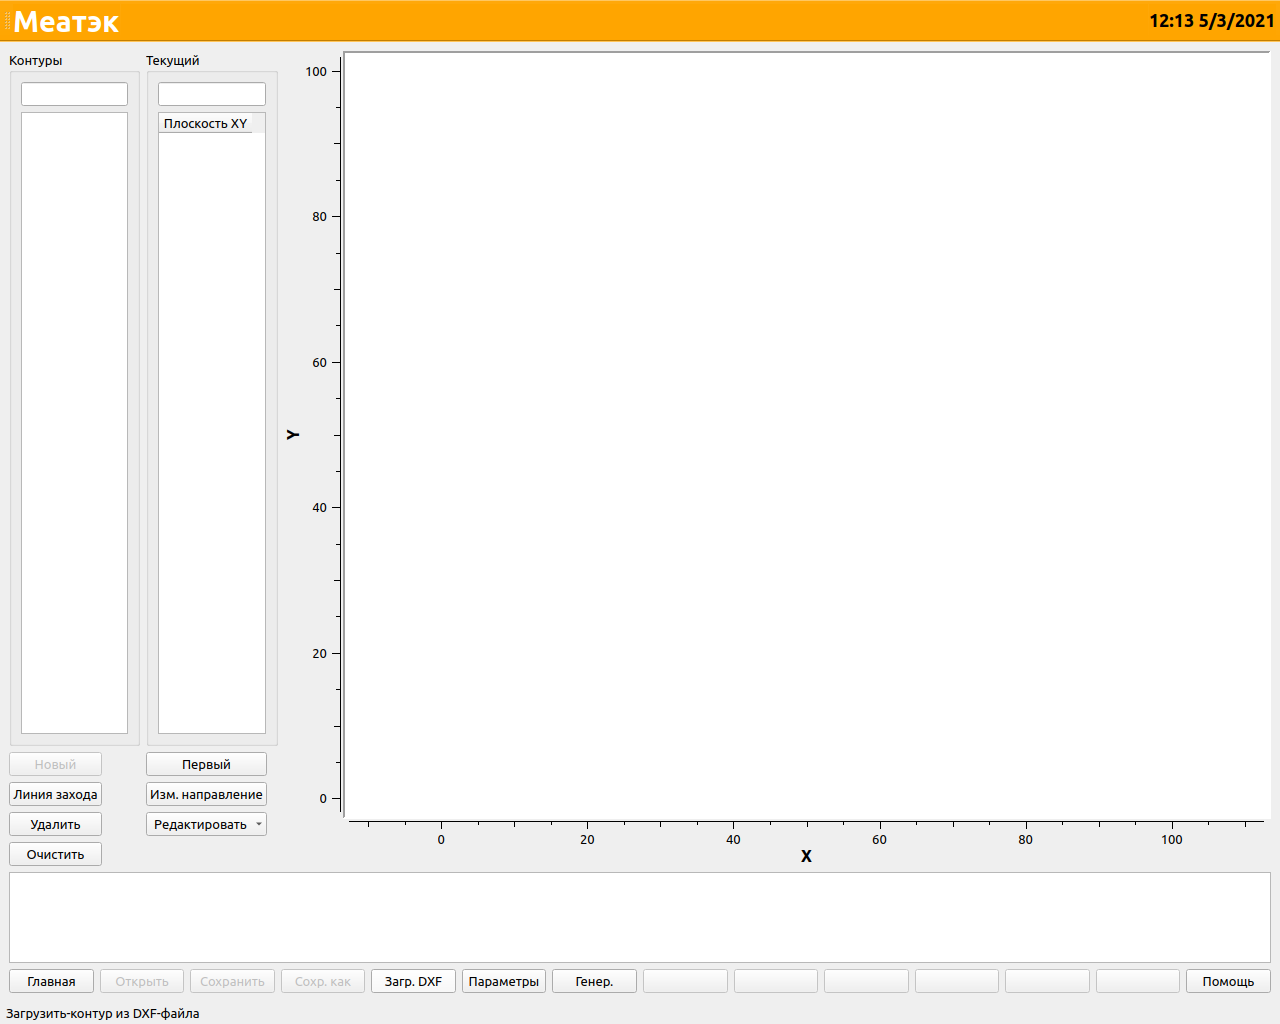 Меатэк
12:13 5/3/2021
Контуры
Текущий
Плоскость XY
100
80
60
40
20
0
Y
0
20
40
60
80
100
X
Новый
Первый
Линия захода
Изм. направление
Удалить
Редактировать
Очистить
Главная
Открыть
Сохранить
Сохр. как
Загр. DXF
Параметры
Генер.
Помощь
Загрузить-контур из DXF-файла